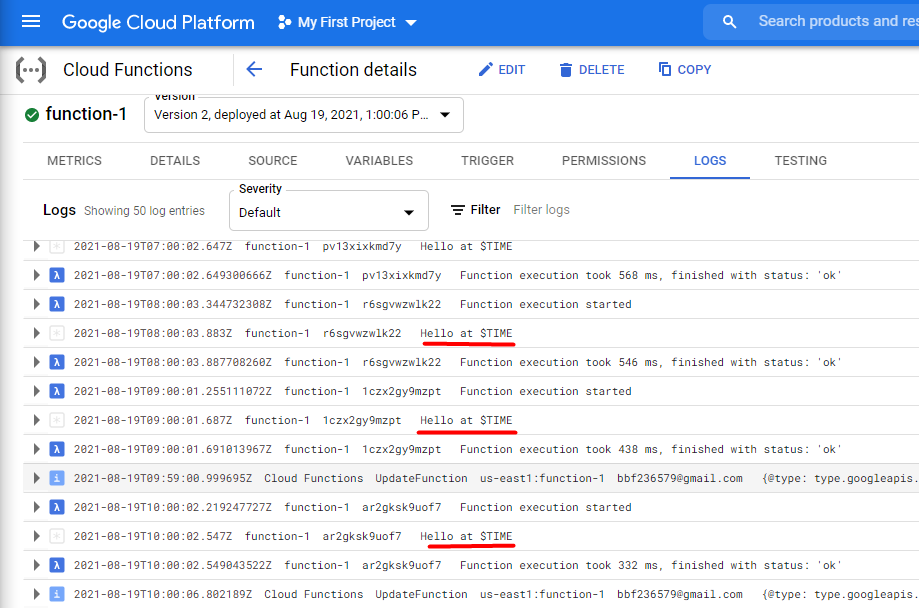 Google Cloud Platform My First Project Search products and res
Cloud Functions Function details EDIT DELETE COPY
function-1 Version
Version 2, deployed at Aug 19, 2021, 1:00:06 P...
METRICS DETAILS SOURCE VARIABLES TRIGGER PERMISSIONS LOGS TESTING
Severity
Logs Showing 50 log entries Default Filter Filter logs
2021-08-19T07:00:02.647Z function-1 pv13xixkmd7y Hello at $TIME
λ 2021-08-19T07:00:02.649300666Z function-1 pv13xixkmd7y Function execution took 568 ms, finished with status: 'ok'
λ 2021-08-19T08:00:03.344732308Z function-1 r6sgvwzwlk22 Function execution started
2021-08-19T08:00:03.883Z function-1 r6sgvwzwlk22 Hello at $TIME
λ 2021-08-19T08:00:03.887708260Z function-1 r6sgvwzwlk22 Function execution took 546 ms, finished with status: 'ok'
λ 2021-08-19T09:00:01.255111072Z function-1 1czx2gy9mzpt Function execution started
2021-08-19T09:00:01.687Z function-1 1czx2gy9mzpt Hello at $TIME
λ 2021-08-19T09:00:01.691013967Z function-1 1czx2gy9mzpt Function execution took 438 ms, finished with status: 'ok'
i 2021-08-19T09:59:00.999695Z Cloud Functions UpdateFunction us-east1:function-1 bbf236579@gmail.com {@type: type.googleapis.
λ 2021-08-19T10:00:02.219247727Z function-1 ar2gksk9uof7 Function execution started
2021-08-19T10:00:02.547Z function-1 ar2gksk9uof7 Hello at $TIME
λ 2021-08-19T10:00:02.549043522Z function-1 ar2gksk9uof7 Function execution took 332 ms, finished with status: 'ok'
i 2021-08-19T10:00:06.802189Z Cloud Functions UpdateFunction us-east1:function-1 bbf236579@gmail.com {@type: type.googleapis.